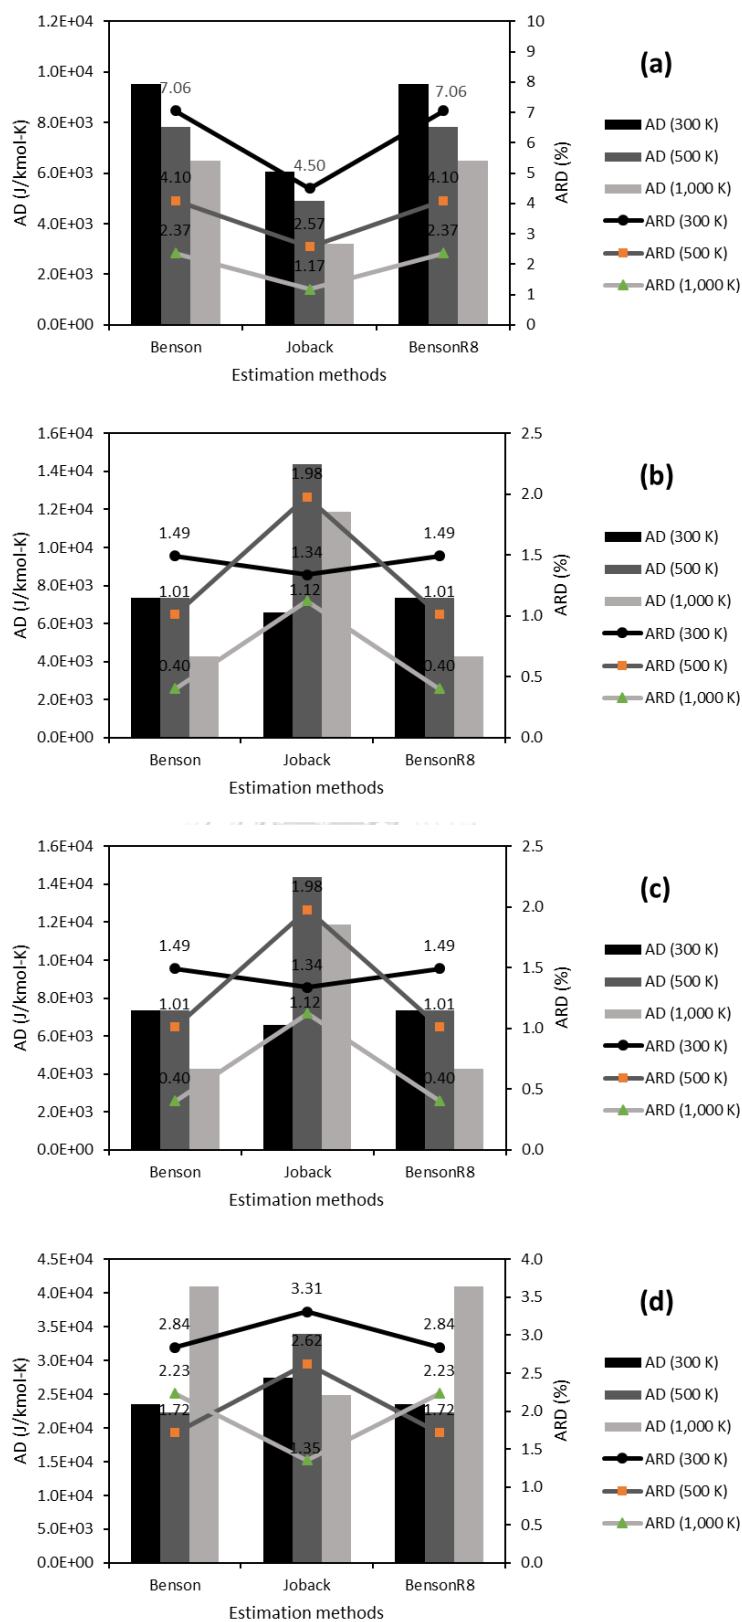 (a)
AD (J/kmol-K)
1.2E+04
1.0E+04
8.0E+03
6.0E+03
4.0E+03
2.0E+03
0.0E+00
7.06
4.50
7.06
4.10
2.57
4.10
2.37
1.17
2.37
10
9
8
7
6
5
4
3
2
1
0
ARD (%)
Benson
Joback
BensonR8
Estimation methods
AD (300 K)
AD (500 K)
AD (1,000 K)
ARD (300 K)
ARD (500 K)
ARD (1,000 K)
(b)
AD (J/kmol-K)
1.6E+04
1.4E+04
1.2E+04
1.0E+04
8.0E+03
6.0E+03
4.0E+03
2.0E+03
0.0E+00
1.49
1.34
1.49
1.01
1.98
1.01
0.40
1.12
0.40
2.5
2.0
1.5
1.0
0.5
0.0
ARD (%)
Benson
Joback
BensonR8
Estimation methods
AD (300 K)
AD (500 K)
AD (1,000 K)
ARD (300 K)
ARD (500 K)
ARD (1,000 K)
(c)
AD (J/kmol-K)
1.6E+04
1.4E+04
1.2E+04
1.0E+04
8.0E+03
6.0E+03
4.0E+03
2.0E+03
0.0E+00
1.49
1.34
1.49
1.01
1.98
1.01
0.40
1.12
0.40
2.5
2.0
1.5
1.0
0.5
0.0
ARD (%)
Benson
Joback
BensonR8
Estimation methods
AD (300 K)
AD (500 K)
AD (1,000 K)
ARD (300 K)
ARD (500 K)
ARD (1,000 K)
(d)
AD (J/kmol-K)
4.5E+04
4.0E+04
3.5E+04
3.0E+04
2.5E+04
2.0E+04
1.5E+04
1.0E+04
5.0E+03
0.0E+00
2.84
3.31
2.84
2.23
2.62
2.23
1.72
1.35
1.72
4.0
3.5
3.0
2.5
2.0
1.5
1.0
0.5
0.0
ARD (%)
Benson
Joback
BensonR8
Estimation methods
AD (300 K)
AD (500 K)
AD (1,000 K)
ARD (300 K)
ARD (500 K)
ARD (1,000 K)